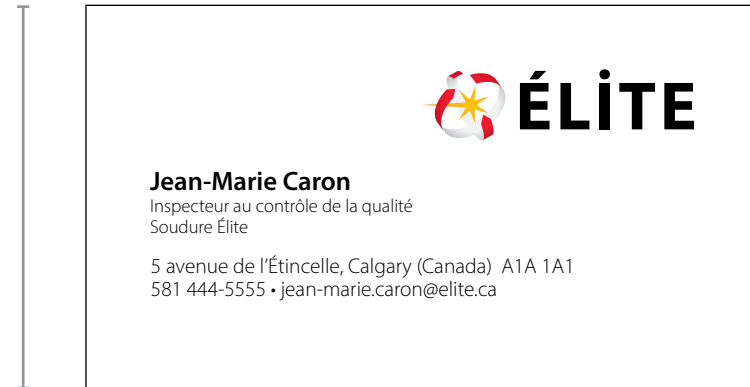 ÉLİTE
Jean-Marie Caron
Inspecteur au contrôle de la qualité
Soudure Élite
5 avenue de l’Étincelle, Calgary (Canada)  A1A 1A1
581 444-5555 • jean-marie.caron@elite.ca